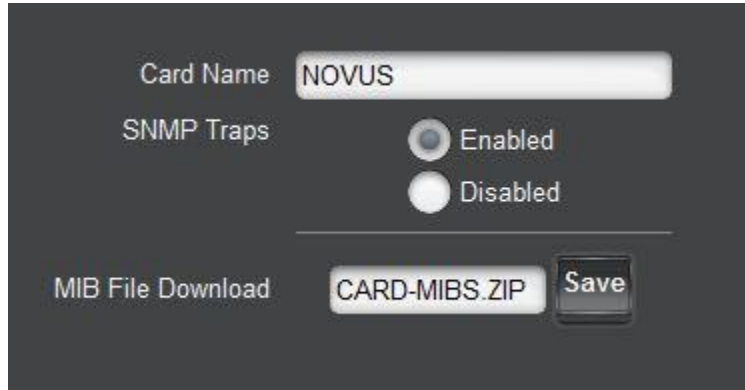 Card Name NOVUS
SNMP Traps
Enabled
Disabled
MIB File Download CARD-MIBS.ZIP Save